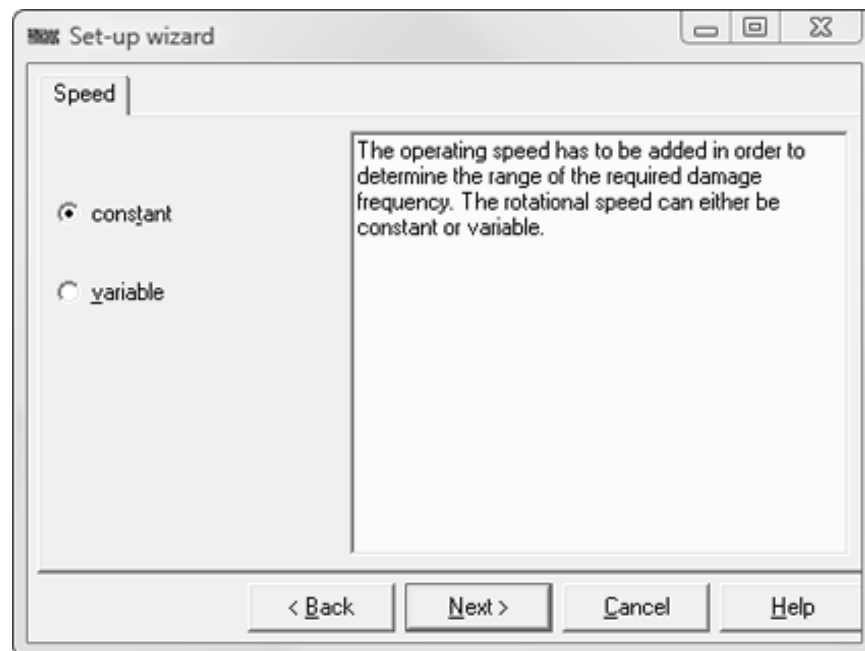 Set-up wizard
Speed
constant
variable
The operating speed has to be added in order to
determine the range of the required damage
frequency. The rotational speed can either be
constant or variable.
< Back
Next >
Cancel
Help